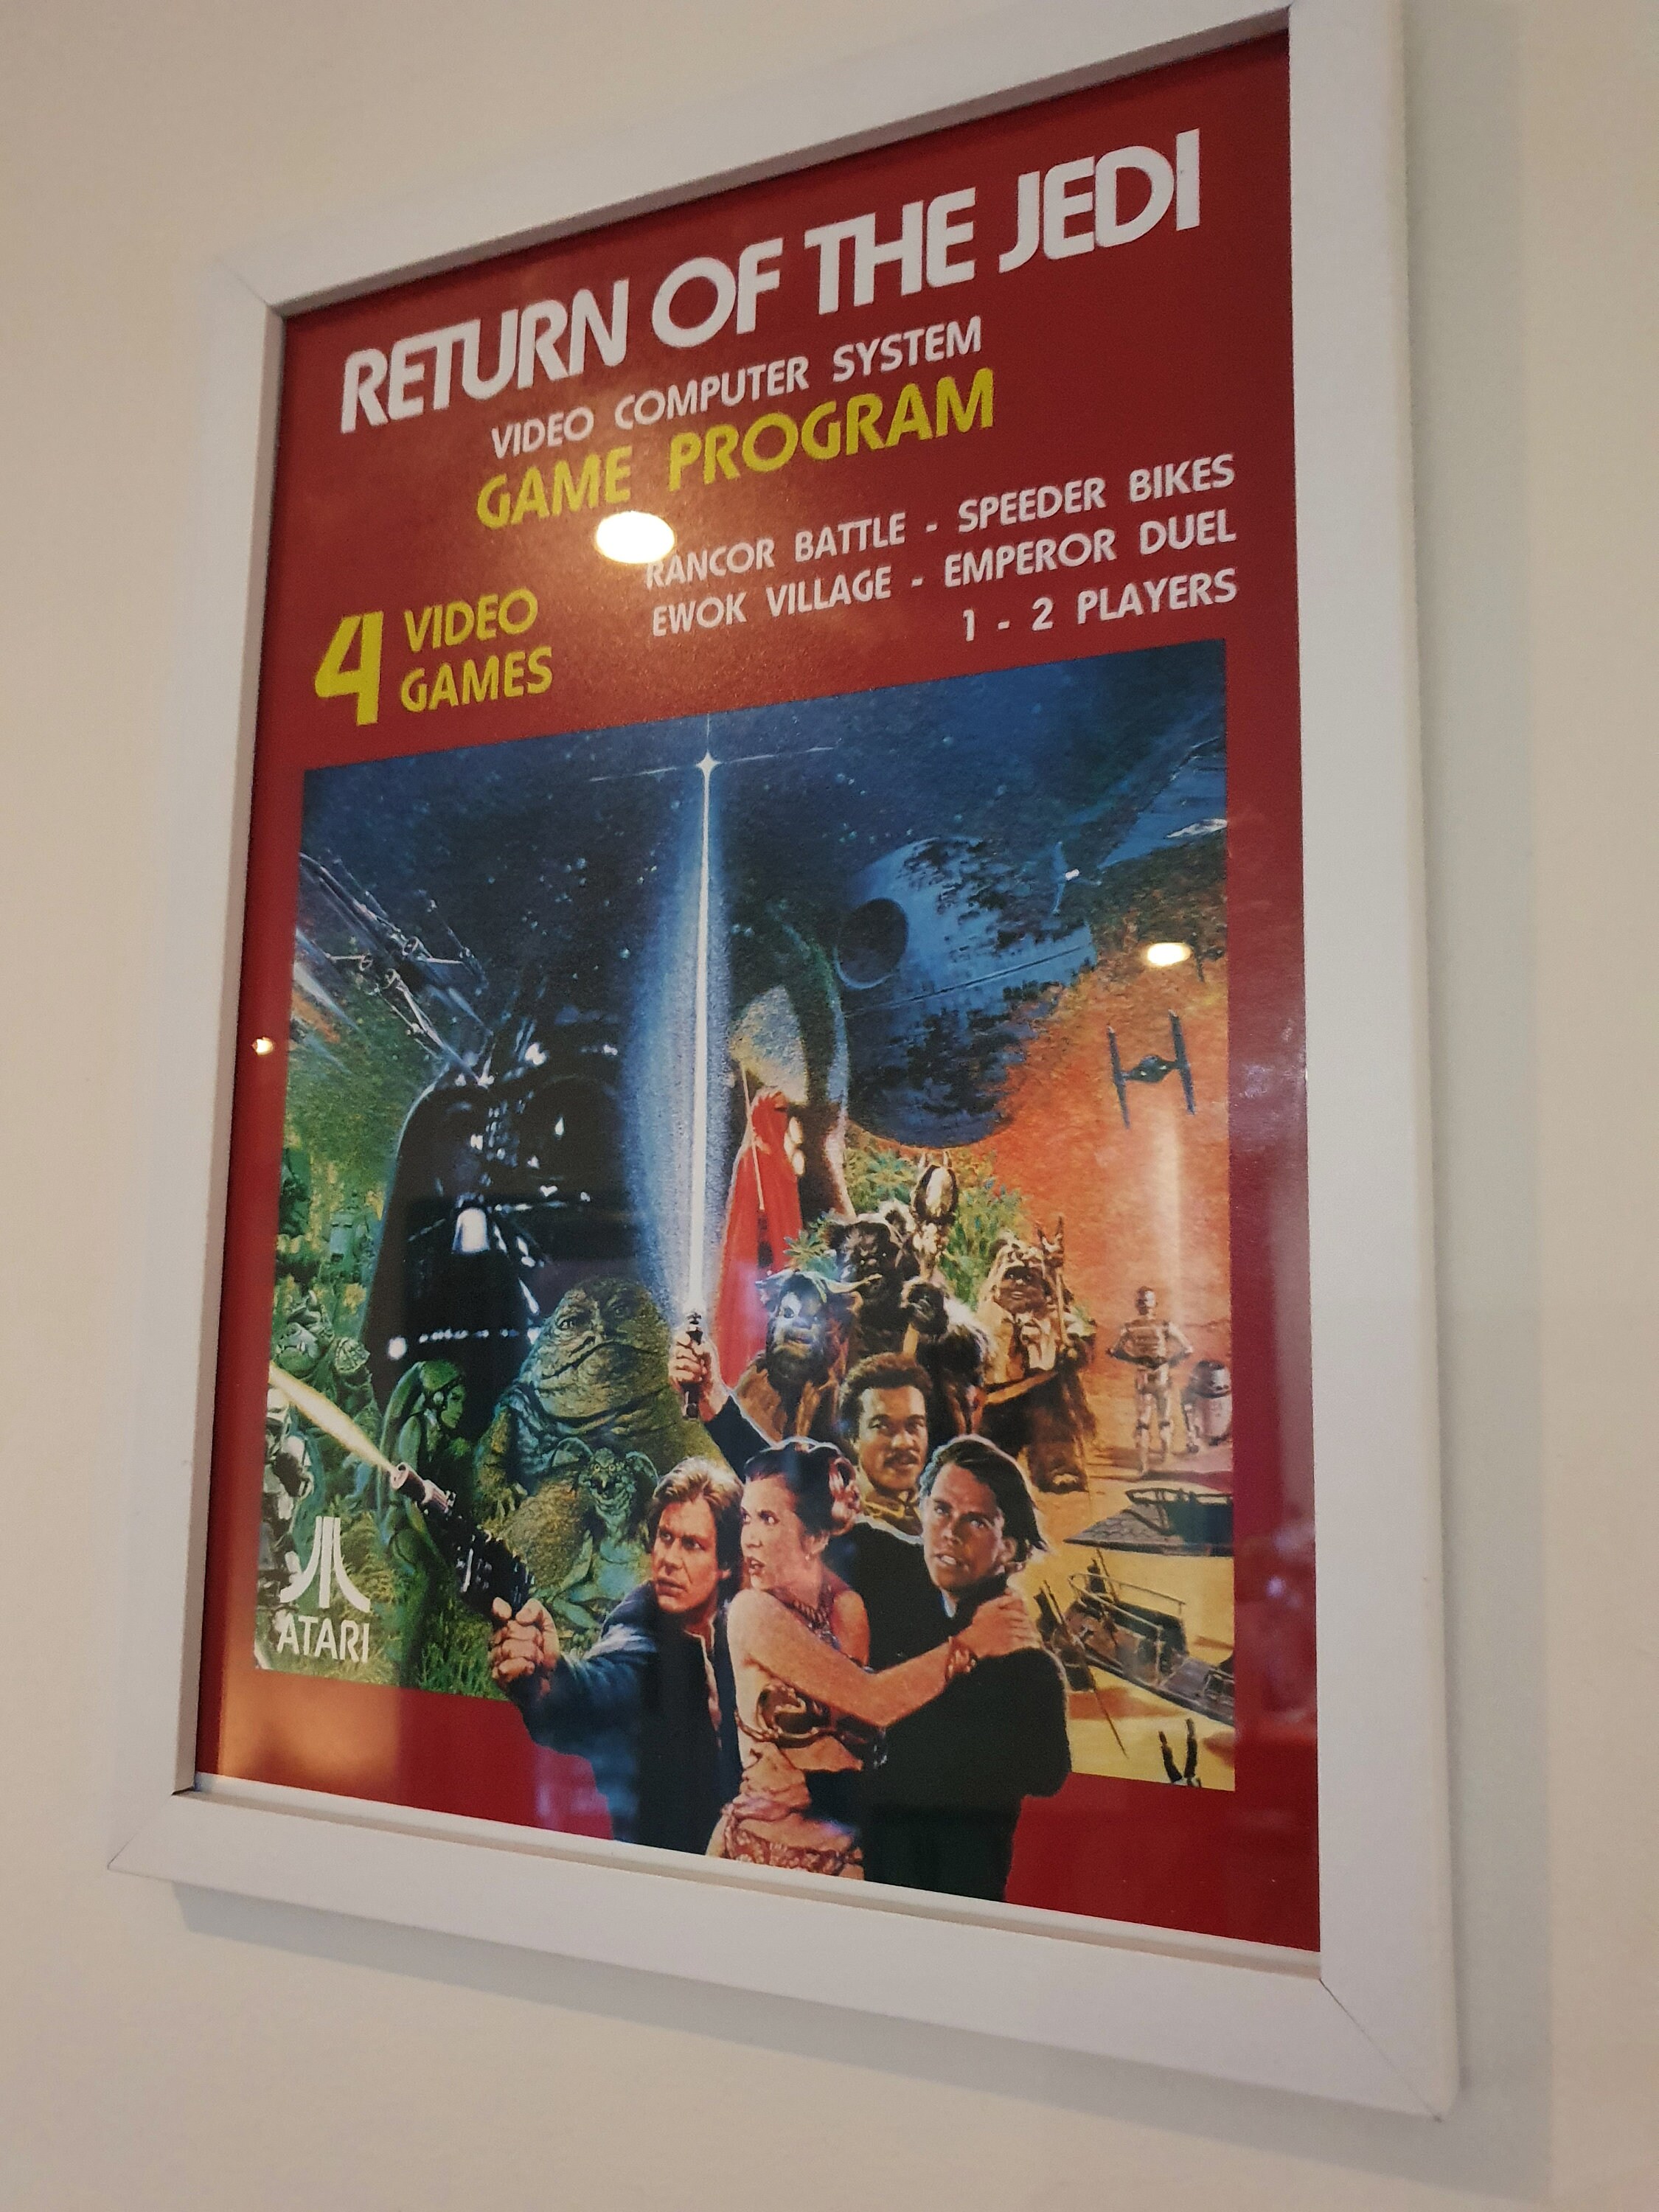 RETURN OF THE JEDI
VIDEO COMPUTER SYSTEM
GAME PROGRAM
4 VIDEO GAMES
RANCOR BATTLE - SPEEDER BIKES
EWOK VILLAGE - EMPEROR DUEL
1 - 2 PLAYERS
ATARI